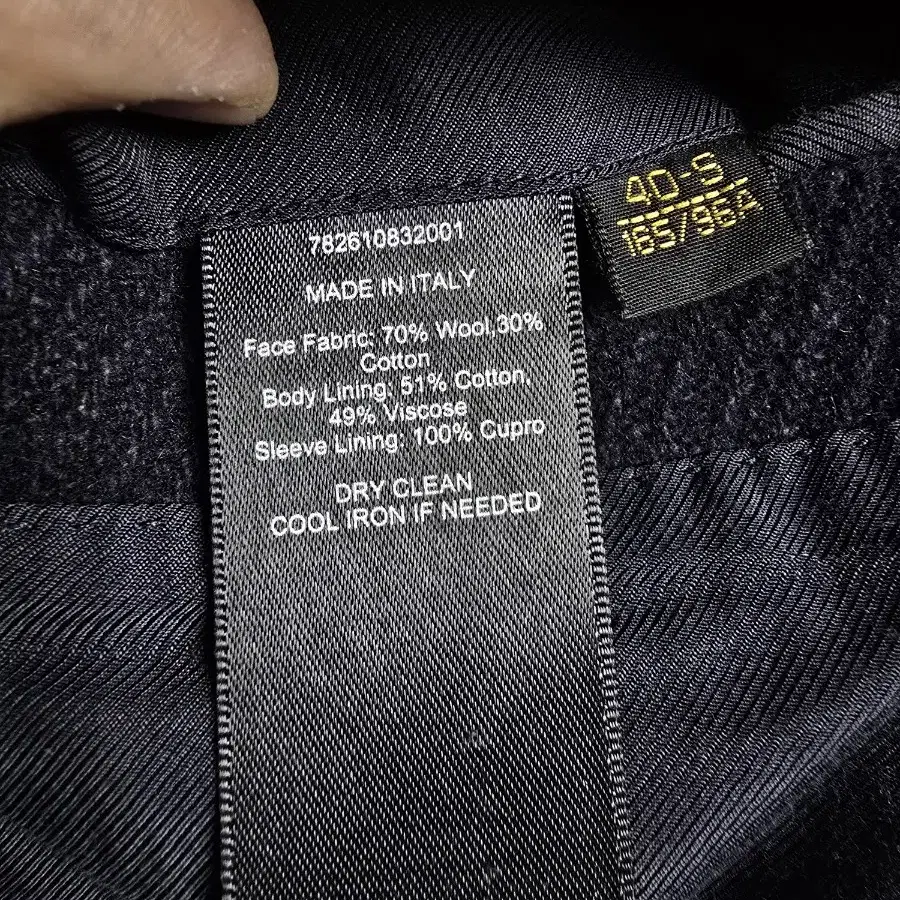 782610832001
MADE IN ITALY
Face Fabric: 70% Wool,30%
Cotton
Body Lining: 51% Cotton,
49% Viscose
Sleeve Lining: 100% Cupro
DRY CLEAN
COOL IRON IF NEEDED
40-S
165/96A